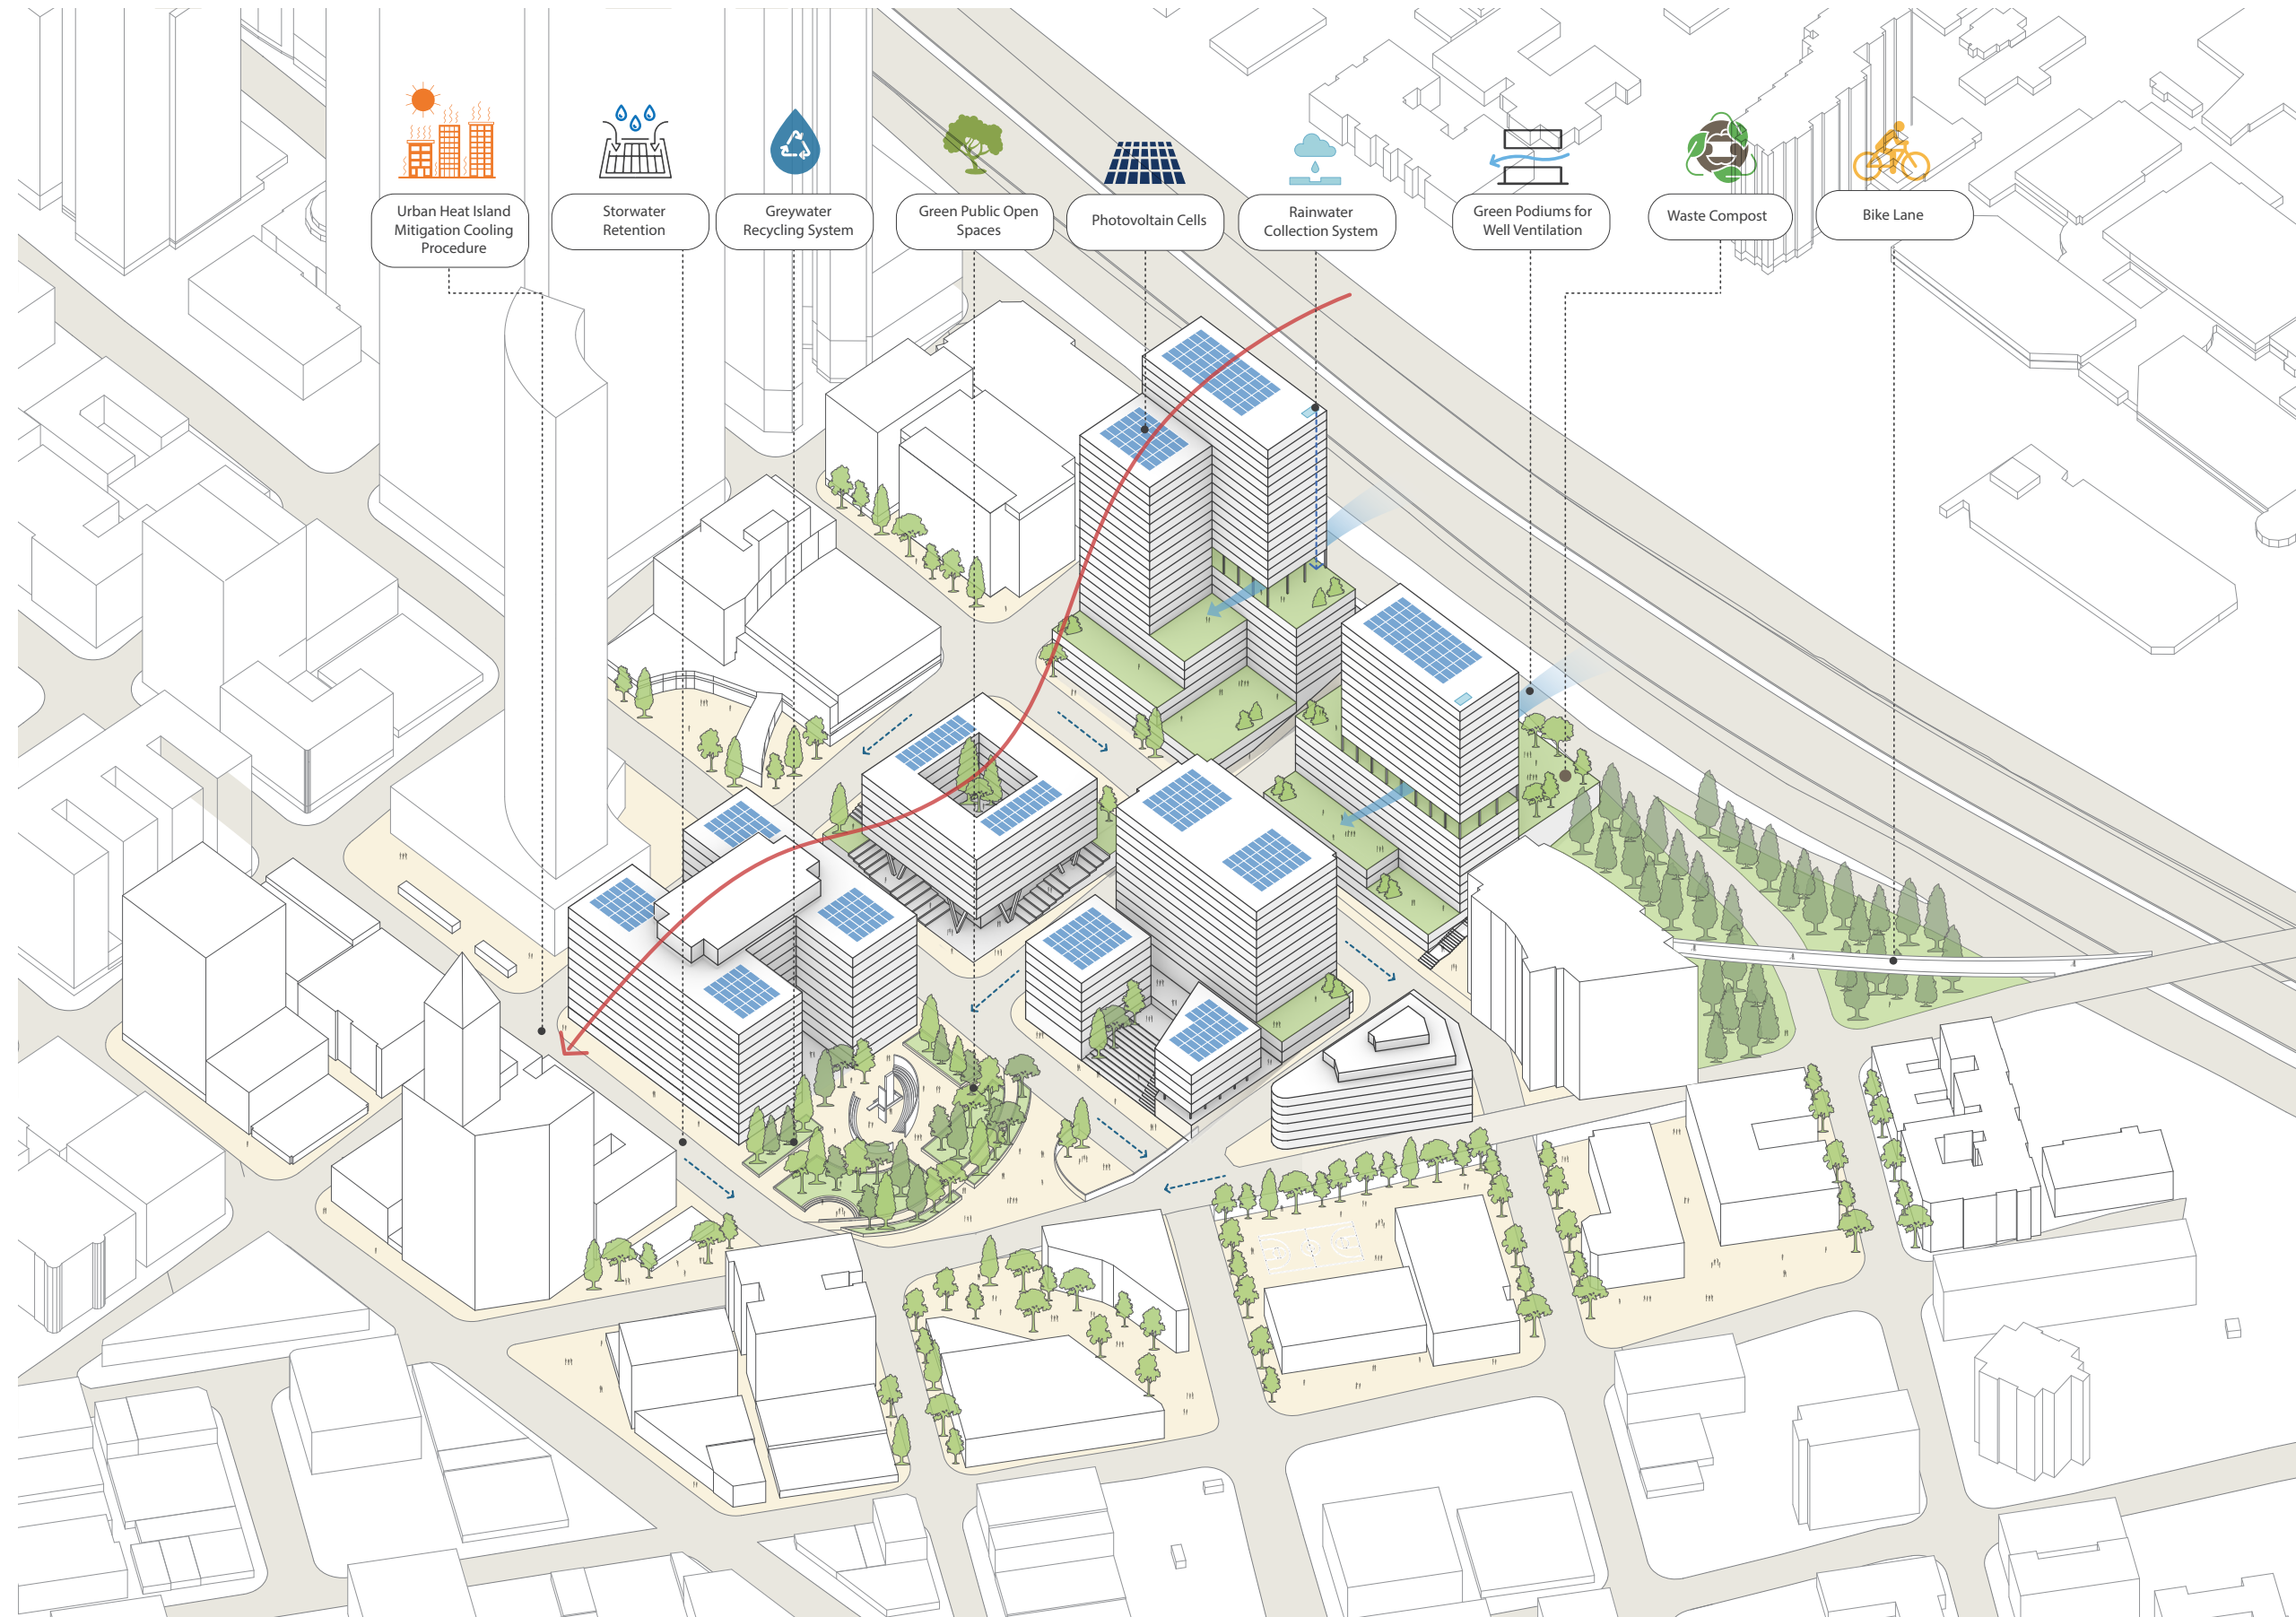 Urban Heat Island
Mitigation Cooling
Procedure
Storwater
Retention
Greywater
Recycling System
Green Public Open
Spaces
Photovoltain Cells
Rainwater
Collection System
Green Podiums for
Well Ventilation
Waste Compost
Bike Lane